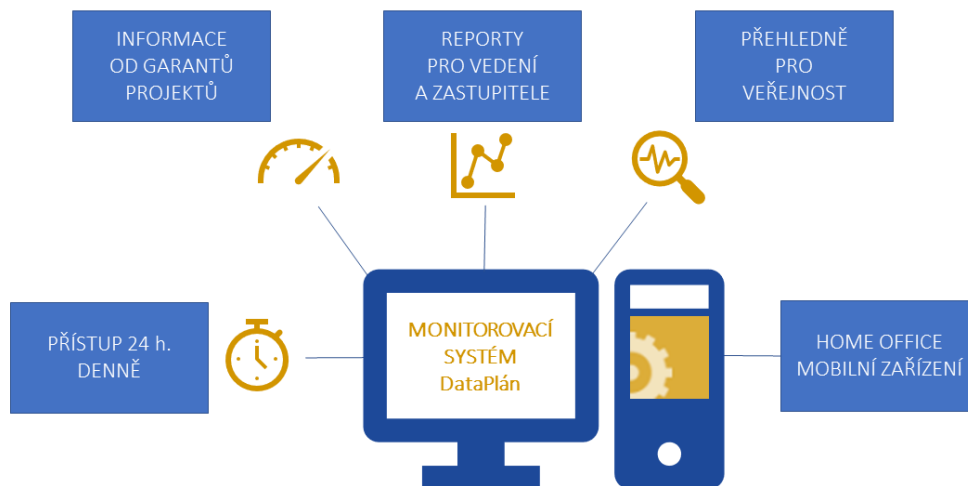 INFORMACE
OD GARANTŮ
PROJEKTŮ
REPORTY
PRO VEDENÍ
A ZASTUPITELE
PŘEHLEDNĚ
PRO
VEŘEJNOST
PŘÍSTUP 24 h.
DENNĚ
MONITOROVACÍ
SYSTÉM
DataPlán
HOME OFFICE
MOBILNÍ ZAŘÍZENÍ